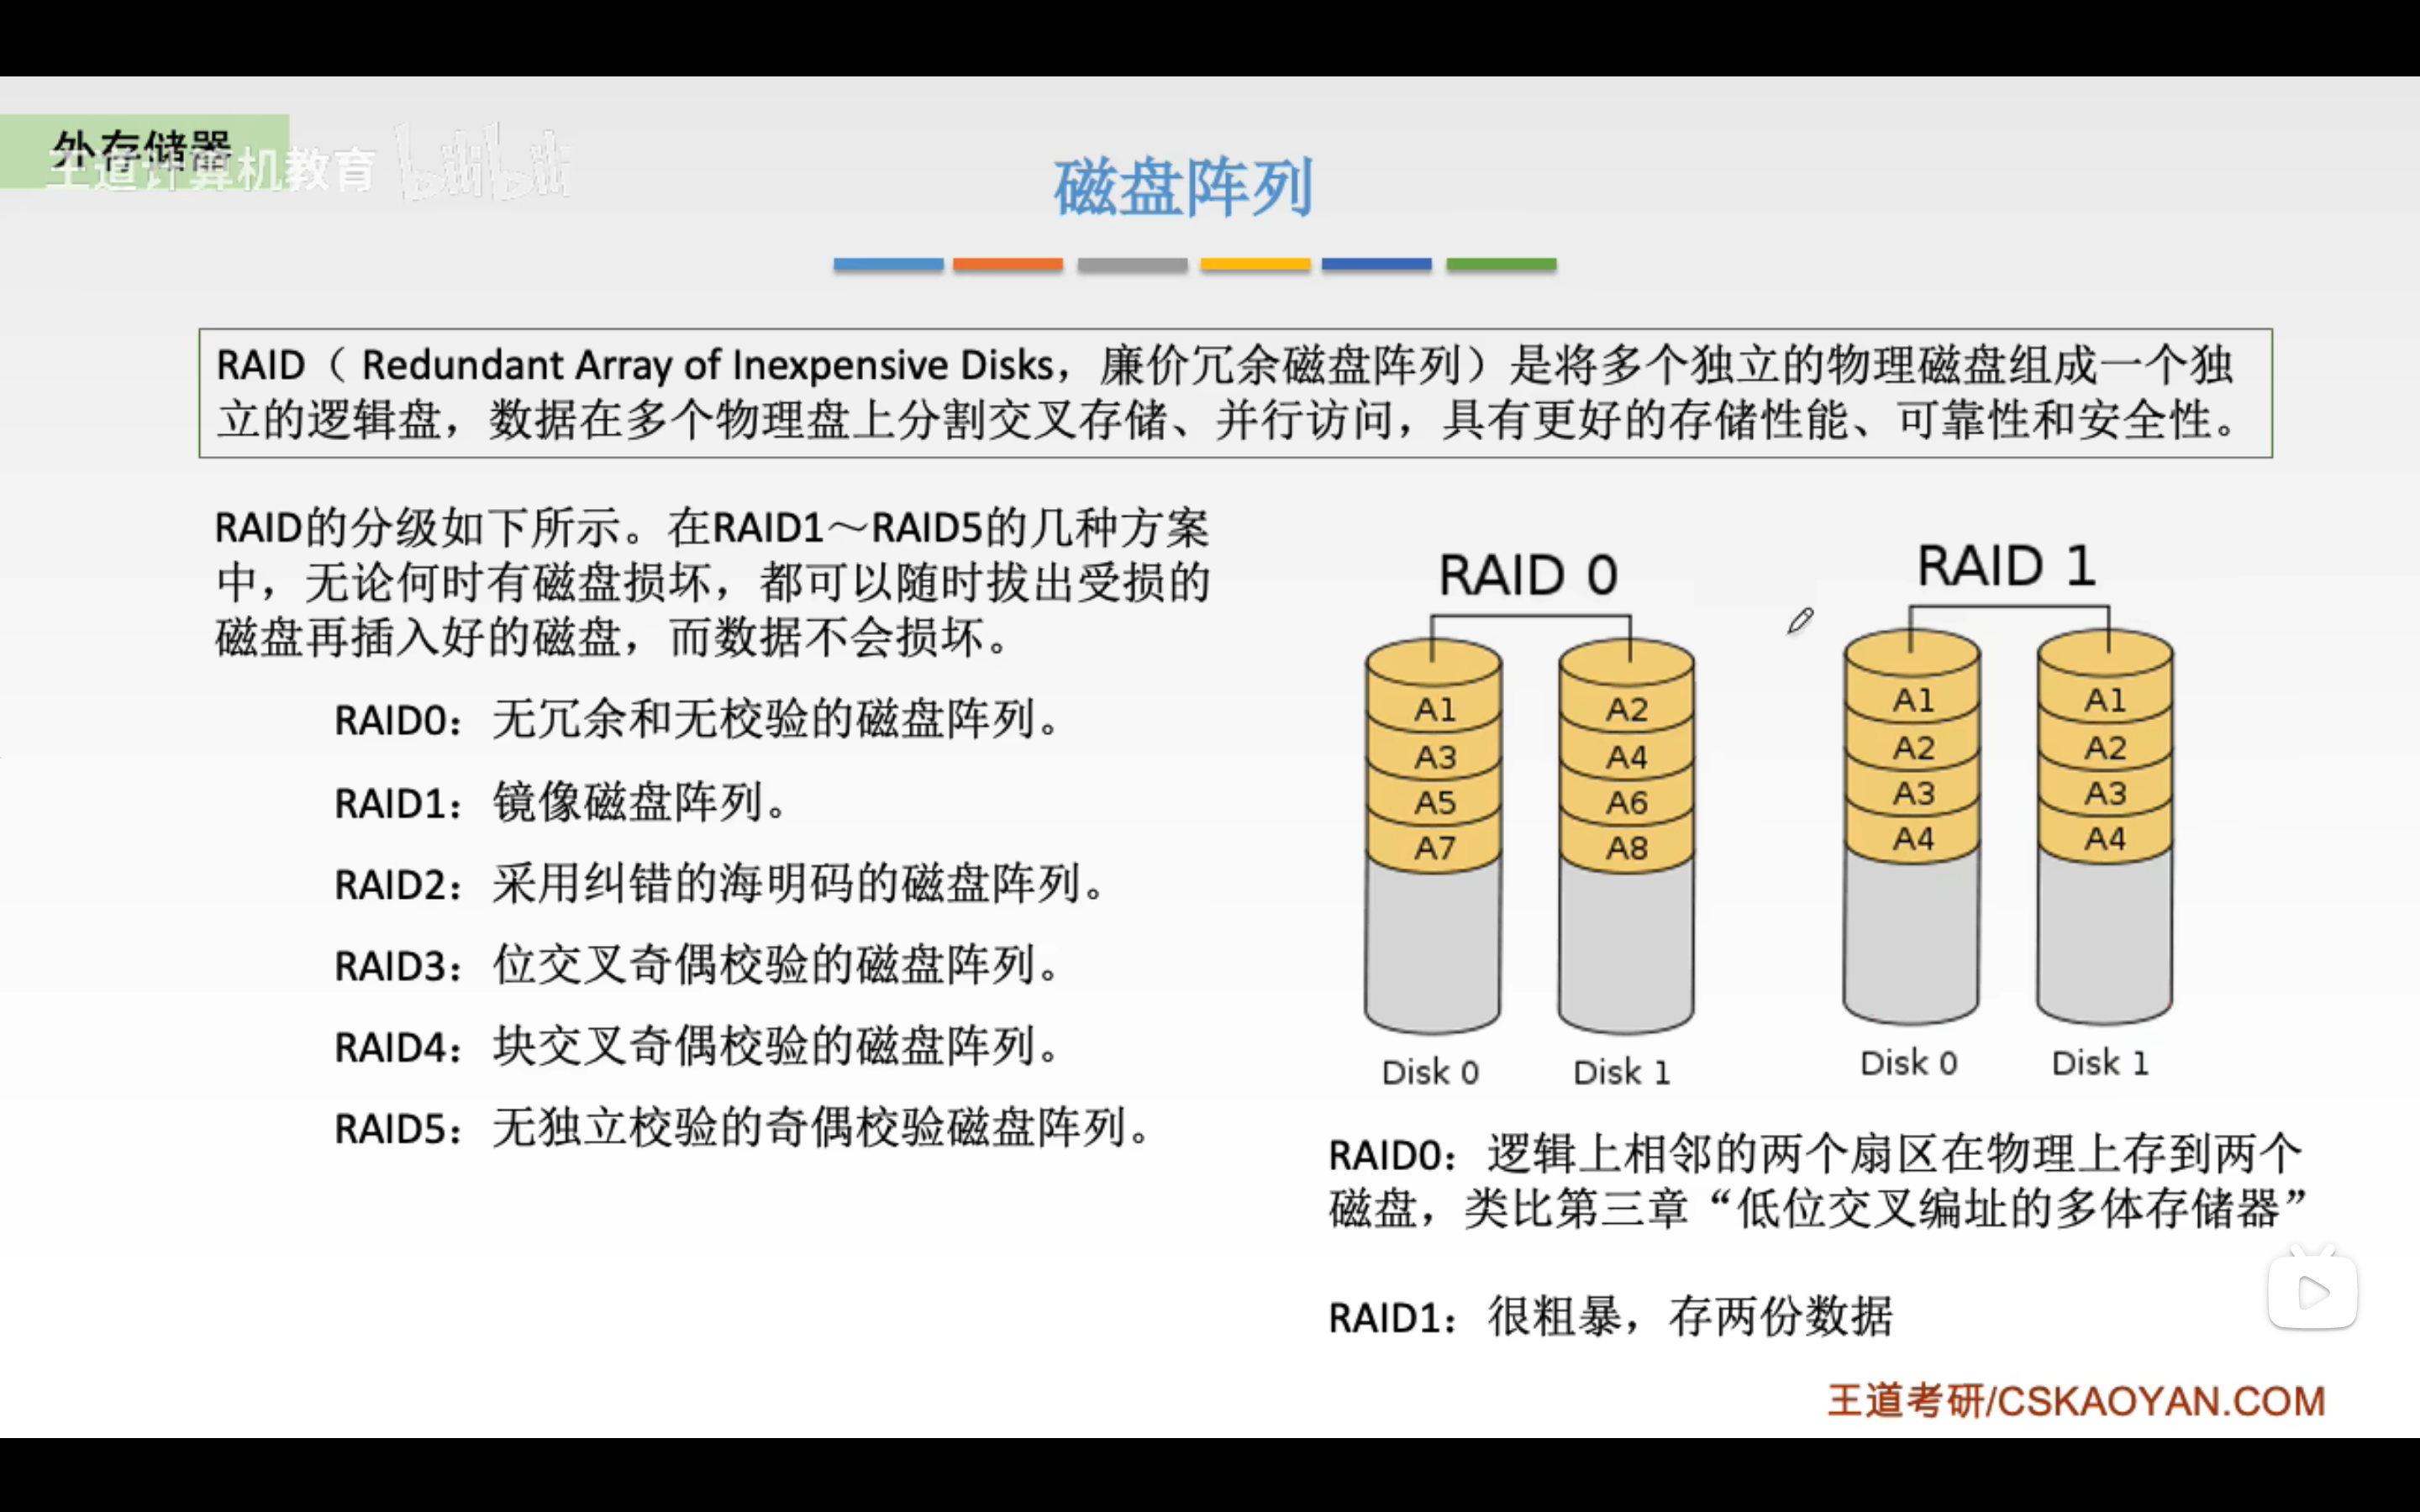 外存储器
王道计算机教育 bilibili
磁盘阵列
RAID（ Redundant Array of Inexpensive Disks，廉价冗余磁盘阵列）是将多个独立的物理磁盘组成一个独
立的逻辑盘，数据在多个物理盘上分割交叉存储、并行访问，具有更好的存储性能、可靠性和安全性。
RAID的分级如下所示。在RAID1～RAID5的几种方案
中，无论何时有磁盘损坏，都可以随时拔出受损的
磁盘再插入好的磁盘，而数据不会损坏。
RAID0：无冗余和无校验的磁盘阵列。
RAID1：镜像磁盘阵列。
RAID2：采用纠错的海明码的磁盘阵列。
RAID3：位交叉奇偶校验的磁盘阵列。
RAID4：块交叉奇偶校验的磁盘阵列。
RAID5：无独立校验的奇偶校验磁盘阵列。
RAID 0
A1 A2
A3 A4
A5 A6
A7 A8
Disk 0 Disk 1
RAID 1
A1 A1
A2 A2
A3 A3
A4 A4
Disk 0 Disk 1
RAID0：逻辑上相邻的两个扇区在物理上存到两个
磁盘，类比第三章“低位交叉编址的多体存储器”
RAID1：很粗暴，存两份数据
王道考研/CSKAOYAN.COM